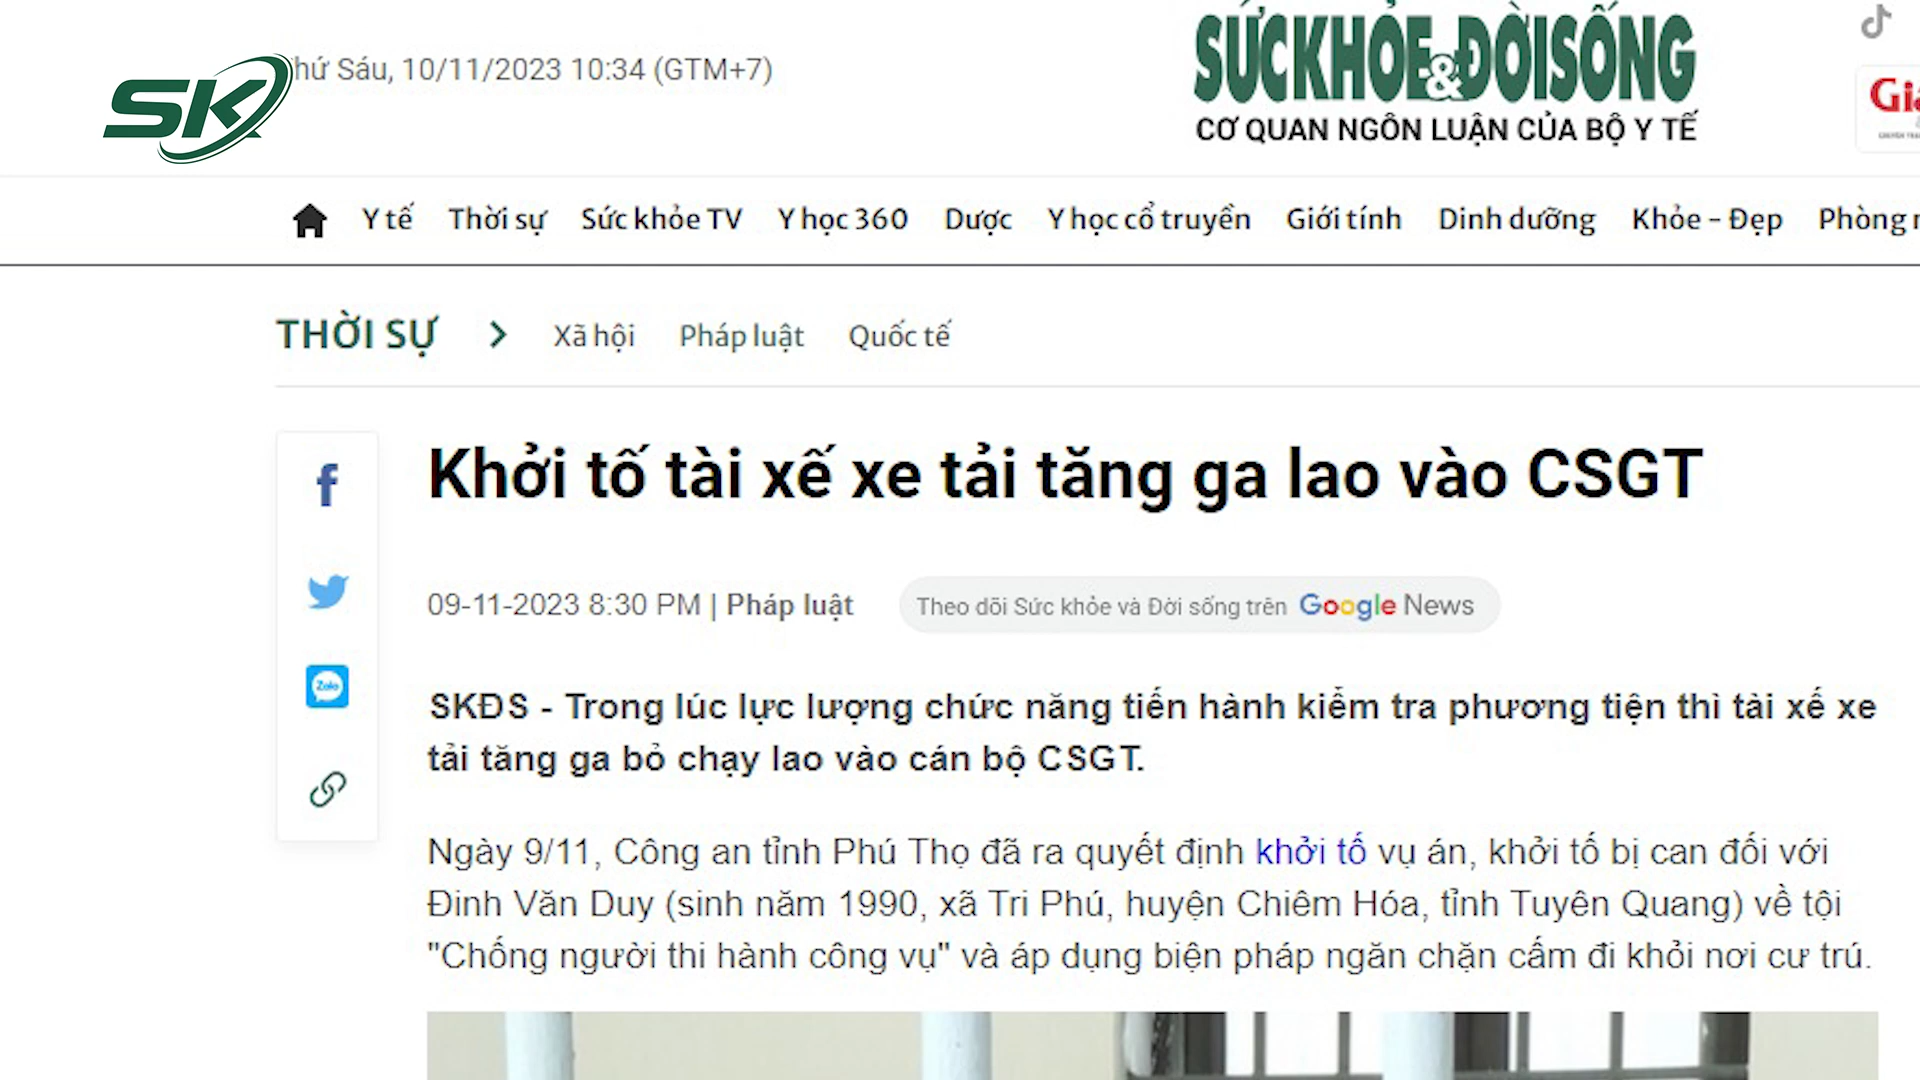 SK
Thứ Sáu, 10/11/2023 10:34 (GTM+7)
SỨC KHỎE & ĐỜI SỐNG
CƠ QUAN NGÔN LUẬN CỦA BỘ Y TẾ
Y tế Thời sự Sức khỏe TV Y học 360 Dược Y học cổ truyền Giới tính Dinh dưỡng Khỏe - Đẹp Phòng
THỜI SỰ Xã hội Pháp luật Quốc tế
Khởi tố tài xế xe tải tăng ga lao vào CSGT
09-11-2023 8:30 PM | Pháp luật Theo dõi Sức khỏe và Đời sống trên Google News
Zalo
SKĐS - Trong lúc lực lượng chức năng tiến hành kiểm tra phương tiện thì tài xế xe
tải tăng ga bỏ chạy lao vào cán bộ CSGT.
Ngày 9/11, Công an tỉnh Phú Thọ đã ra quyết định khởi tố vụ án, khởi tố bị can đối với
Đinh Văn Duy (sinh năm 1990, xã Tri Phú, huyện Chiêm Hóa, tỉnh Tuyên Quang) về tội
"Chống người thi hành công vụ" và áp dụng biện pháp ngăn chặn cấm đi khỏi nơi cư trú.